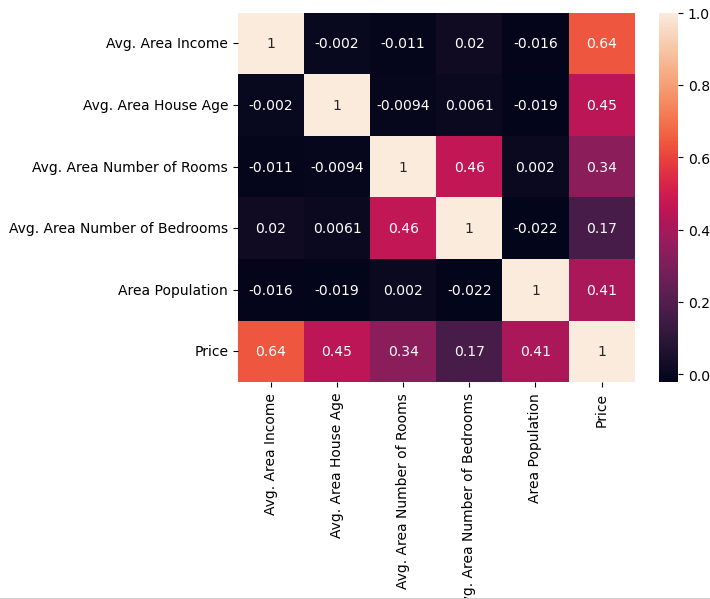 Avg. Area Income 1 -0.002 -0.011 0.02 -0.016 0.64
Avg. Area House Age -0.002 1 -0.0094 0.0061 -0.019 0.45
Avg. Area Number of Rooms -0.011 -0.0094 1 0.46 0.002 0.34
Avg. Area Number of Bedrooms 0.02 0.0061 0.46 1 -0.022 0.17
Area Population -0.016 -0.019 0.002 -0.022 1 0.41
Price 0.64 0.45 0.34 0.17 0.41 1
Avg. Area Income
Avg. Area House Age
Avg. Area Number of Rooms
vg. Area Number of Bedrooms
Area Population
Price
1.0
0.8
0.6
0.4
0.2
0.0